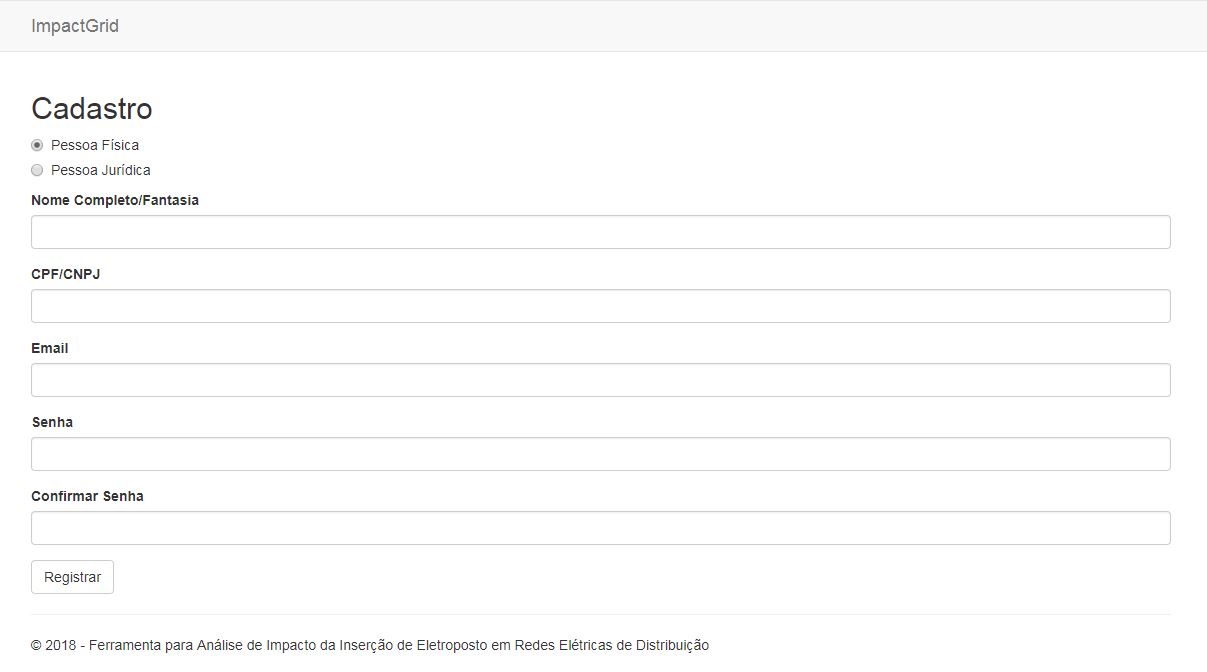 ImpactGrid
Cadastro
Pessoa Física
Pessoa Jurídica
Nome Completo/Fantasia
CPF/CNPJ
Email
Senha
Confirmar Senha
Registrar
© 2018 - Ferramenta para Análise de Impacto da Inserção de Eletroposto em Redes Elétricas de Distribuição